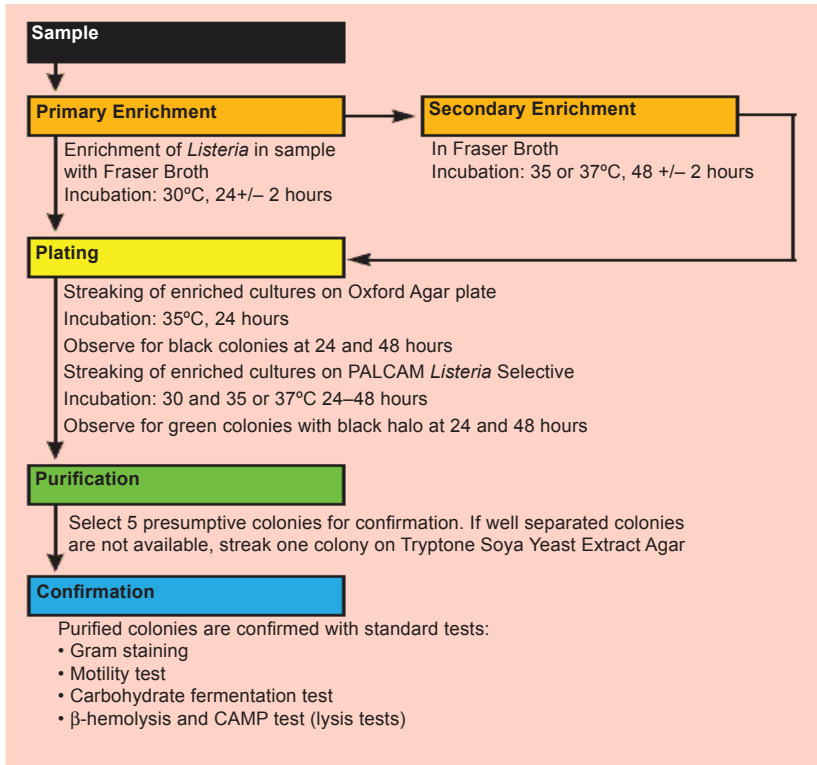 Sample
Primary Enrichment
Enrichment of Listeria in sample
with Fraser Broth
Incubation: 30ºC, 24+/– 2 hours
Secondary Enrichment
In Fraser Broth
Incubation: 35 or 37ºC, 48 +/– 2 hours
Plating
Streaking of enriched cultures on Oxford Agar plate
Incubation: 35ºC, 24 hours
Observe for black colonies at 24 and 48 hours
Streaking of enriched cultures on PALCAM Listeria Selective
Incubation: 30 and 35 or 37ºC 24–48 hours
Observe for green colonies with black halo at 24 and 48 hours
Purification
Select 5 presumptive colonies for confirmation. If well separated colonies
are not available, streak one colony on Tryptone Soya Yeast Extract Agar
Confirmation
Purified colonies are confirmed with standard tests:
• Gram staining
• Motility test
• Carbohydrate fermentation test
• β-hemolysis and CAMP test (lysis tests)